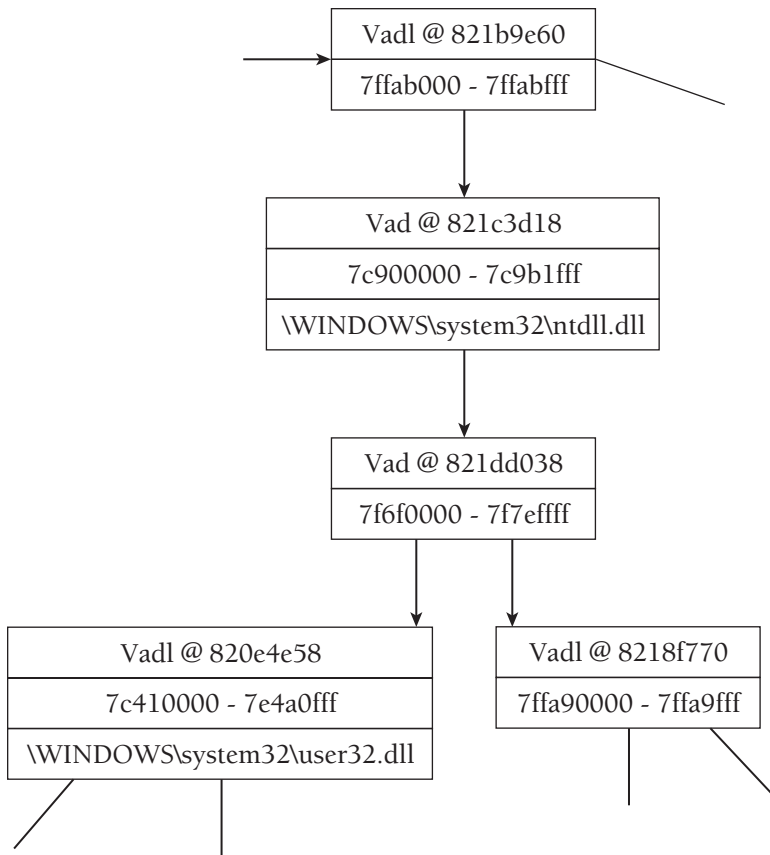 Vadl @ 821b9e60
7ffab000 - 7ffabfff
Vad @ 821c3d18
7c900000 - 7c9b1fff
\WINDOWS\system32\ntdll.dll
Vad @ 821dd038
7f6f0000 - 7f7effff
Vadl @ 820e4e58
7c410000 - 7e4a0fff
\WINDOWS\system32\user32.dll
Vadl @ 8218f770
7ffa90000 - 7ffa9fff